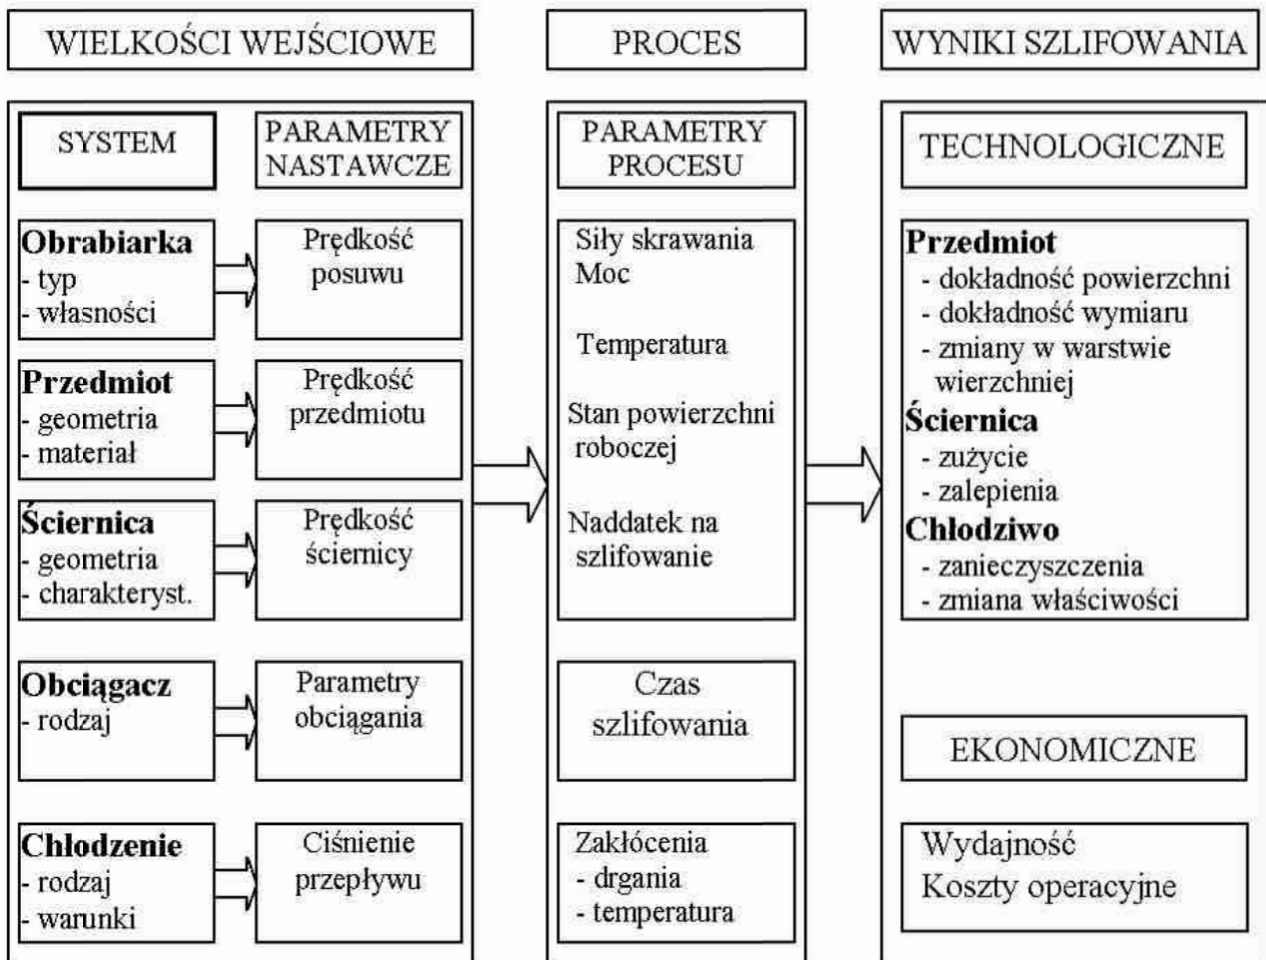 WIELKOŚCI WEJŚCIOWE
PROCES
WYNIKI SZLIFOWANIA
SYSTEM
PARAMETRY
NASTAWCZE
PARAMETRY
PROCESU
TECHNOLOGICZNE
Obrabiarka
- typ
- własności
Prędkość
posuwu
Przedmiot
- geometria
- materiał
Prędkość
przedmiotu
Ściernica
- geometria
- charakteryst.
Prędkość
ściernicy
Obciągacz
- rodzaj
Parametry
obciągania
Chłodzenie
- rodzaj
- warunki
Ciśnienie
przepływu
Siły skrawania
Moc
Temperatura
Stan powierzchni
roboczej
Naddatek na
szlifowanie
Czas
szlifowania
Zakłócenia
- drgania
- temperatura
Przedmiot
- dokładność powierzchni
- dokładność wymiaru
- zmiany w warstwie
wierzchniej
Ściernica
- zużycie
- zalepienia
Chłodziwo
- zanieczyszczenia
- zmiana właściwości
EKONOMICZNE
Wydajność
Koszty operacyjne